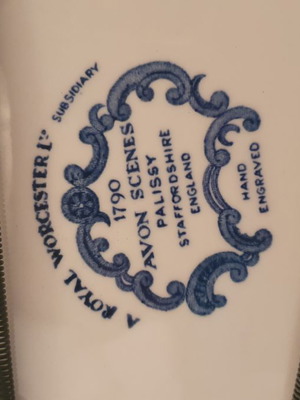 A ROYAL WORCESTER LTD SUBSIDIARY
1790
AVON SCENES
PALISSY
STAFFORDSHIRE
ENGLAND
HAND
ENGRAVED